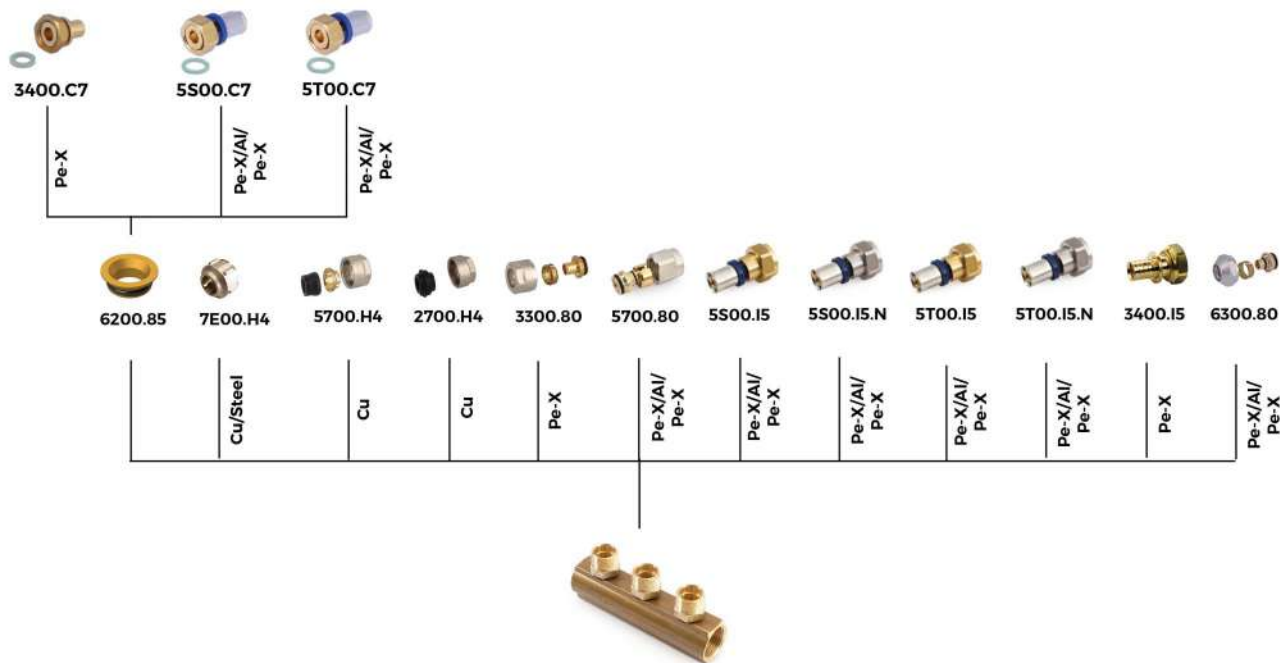 3400.C7
5S00.C7
5T00.C7
Pe-X
Pe-X/Al/
Pe-X
Pe-X/Al/
Pe-X
6200.85
7E00.H4
5700.H4
2700.H4
3300.80
5700.80
5S00.I5
5S00.I5.N
5T00.I5
5T00.I5.N
3400.I5
6300.80
Cu/Steel
Cu
Cu
Pe-X
Pe-X/Al/
Pe-X
Pe-X/Al/
Pe-X
Pe-X/Al/
Pe-X
Pe-X/Al/
Pe-X
Pe-X/Al/
Pe-X
Pe-X
Pe-X/Al/
Pe-X